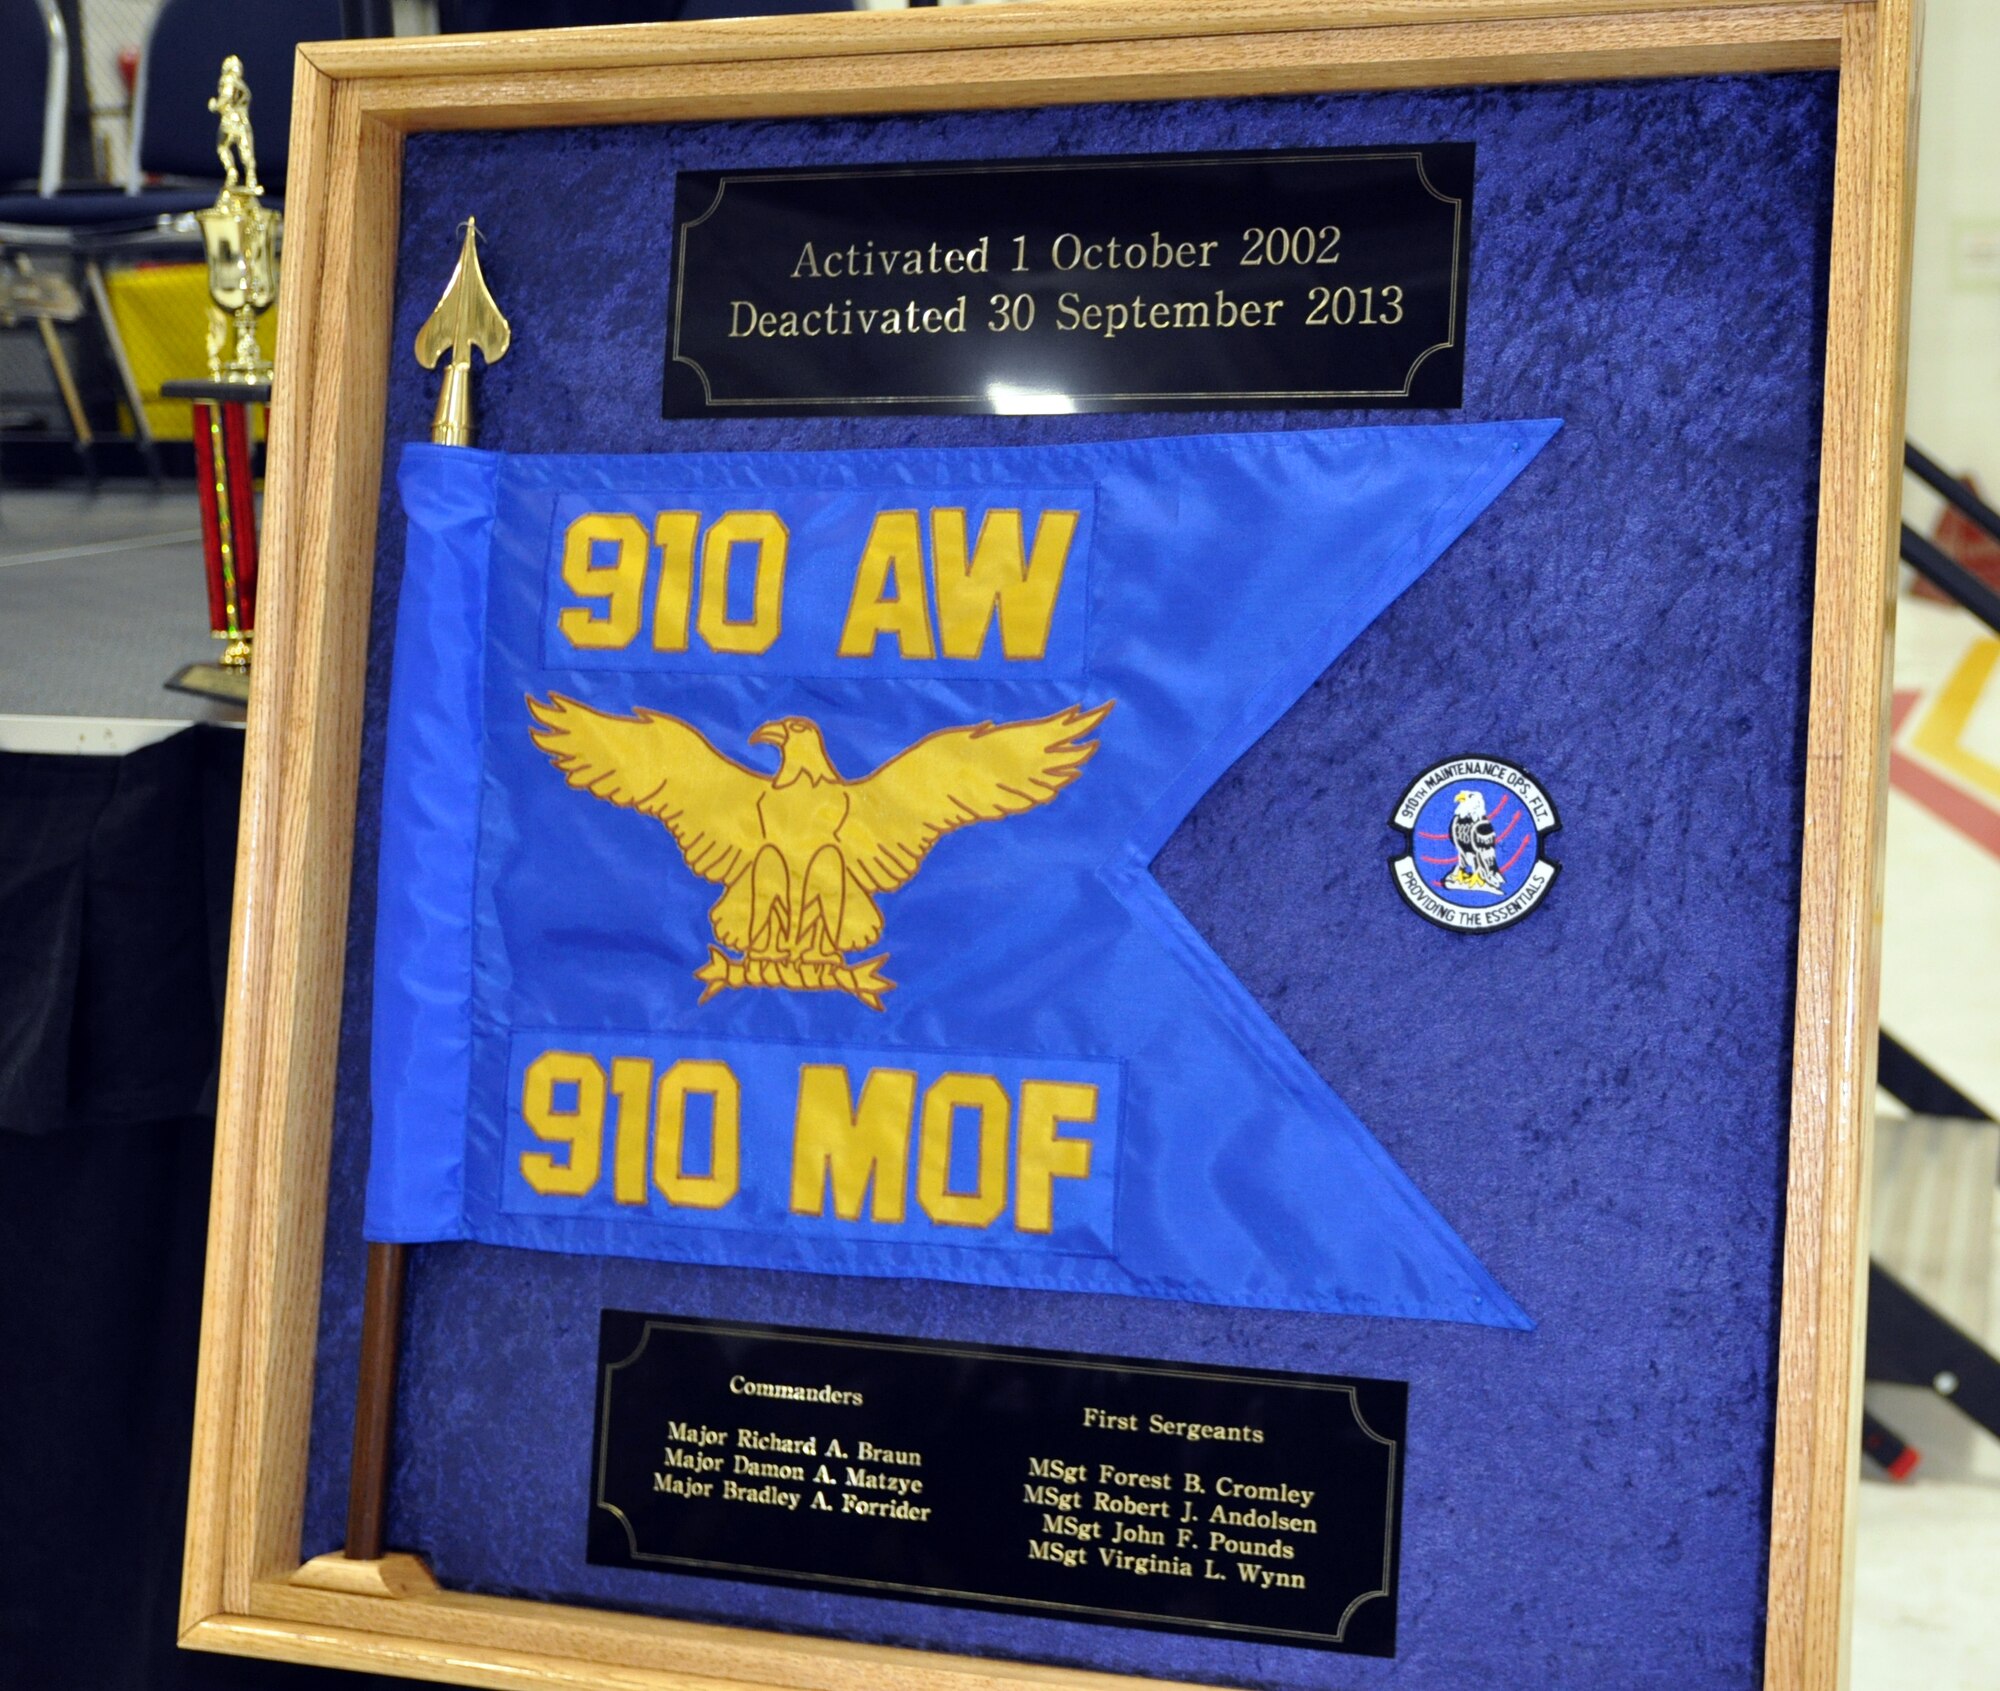 Activated 1 October 2002
Deactivated 30 September 2013
910 AW
910TH MAINTENANCE OPS. FLT.
PROVIDING THE ESSENTIALS
910 MOF
Commanders
Major Richard A. Braun
Major Damon A. Matzye
Major Bradley A. Forrider
First Sergeants
MSgt Forest B. Cromley
MSgt Robert J. Andolsen
MSgt John F. Pounds
MSgt Virginia L. Wynn